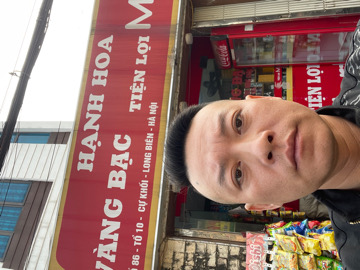 HẠNH HOA
VÀNG BẠC TIỆN LỢI M
86 - TỔ 10 - CỰ KHỐI - LONG BIÊN - HÀ NỘI
TIỆN LỢI